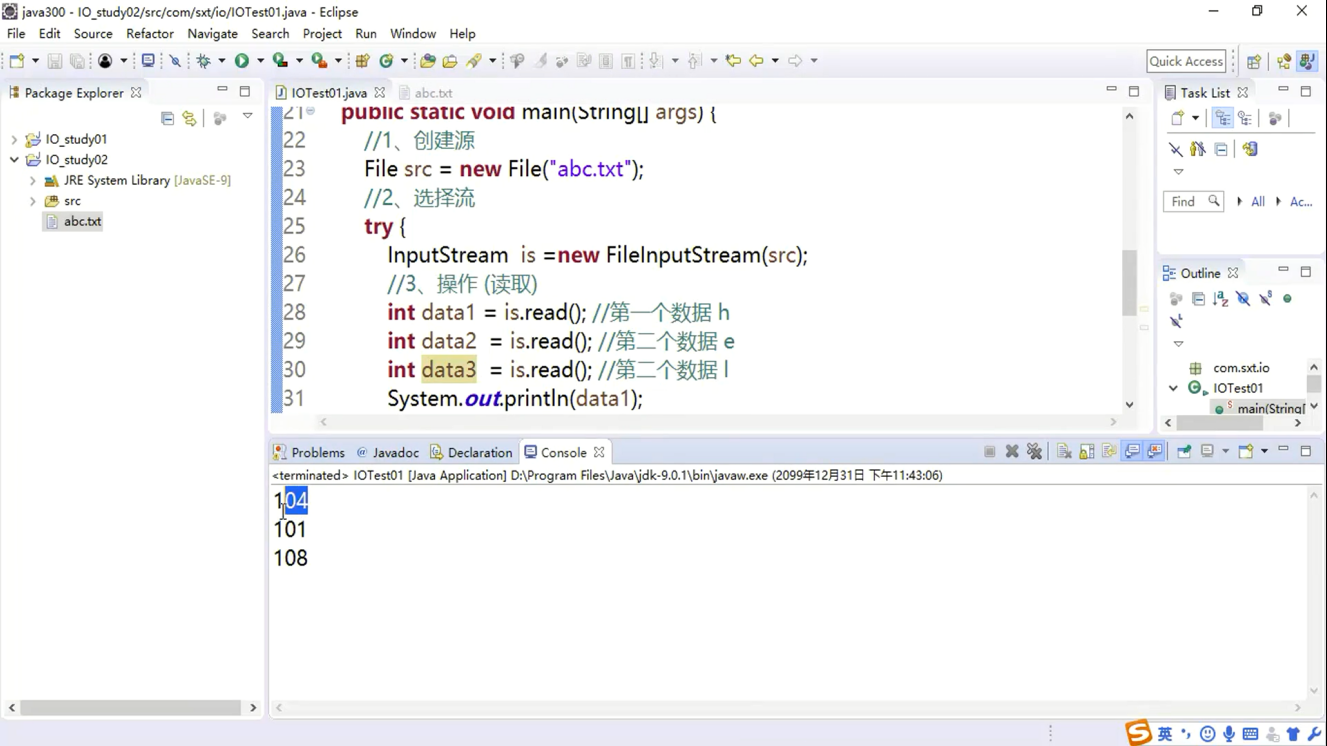 java300 - IO_study02/src/com/sxt/io/IOTest01.java - Eclipse
File Edit Source Refactor Navigate Search Project Run Window Help
Quick Access
Package Explorer
IO_study01
IO_study02
JRE System Library [JavaSE-9]
src
abc.txt
IOTest01.java abc.txt
21 public static void main(String[] args) {
22 //1、创建源
23 File src = new File("abc.txt");
24 //2、选择流
25 try {
26 InputStream is =new FileInputStream(src);
27 //3、操作 (读取)
28 int data1 = is.read(); //第一个数据 h
29 int data2 = is.read(); //第二个数据 e
30 int data3 = is.read(); //第二个数据 l
31 System.out.println(data1);
Task List
Find All Ac...
Outline
com.sxt.io
IOTest01
main(String[
Problems @ Javadoc Declaration Console
<terminated> IOTest01 [Java Application] D:\Program Files\Java\jdk-9.0.1\bin\javaw.exe (2099年12月31日 下午11:43:06)
104
101
108
S 英